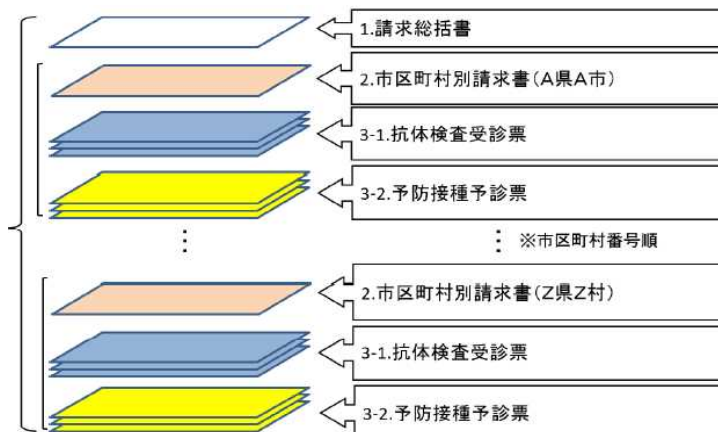 1.請求総括書
2.市区町村別請求書(A県A市)
3-1.抗体検査受診票
3-2.予防接種予診票
⋮ ⋮ ※市区町村番号順
2.市区町村別請求書(Z県Z村)
3-1.抗体検査受診票
3-2.予防接種予診票